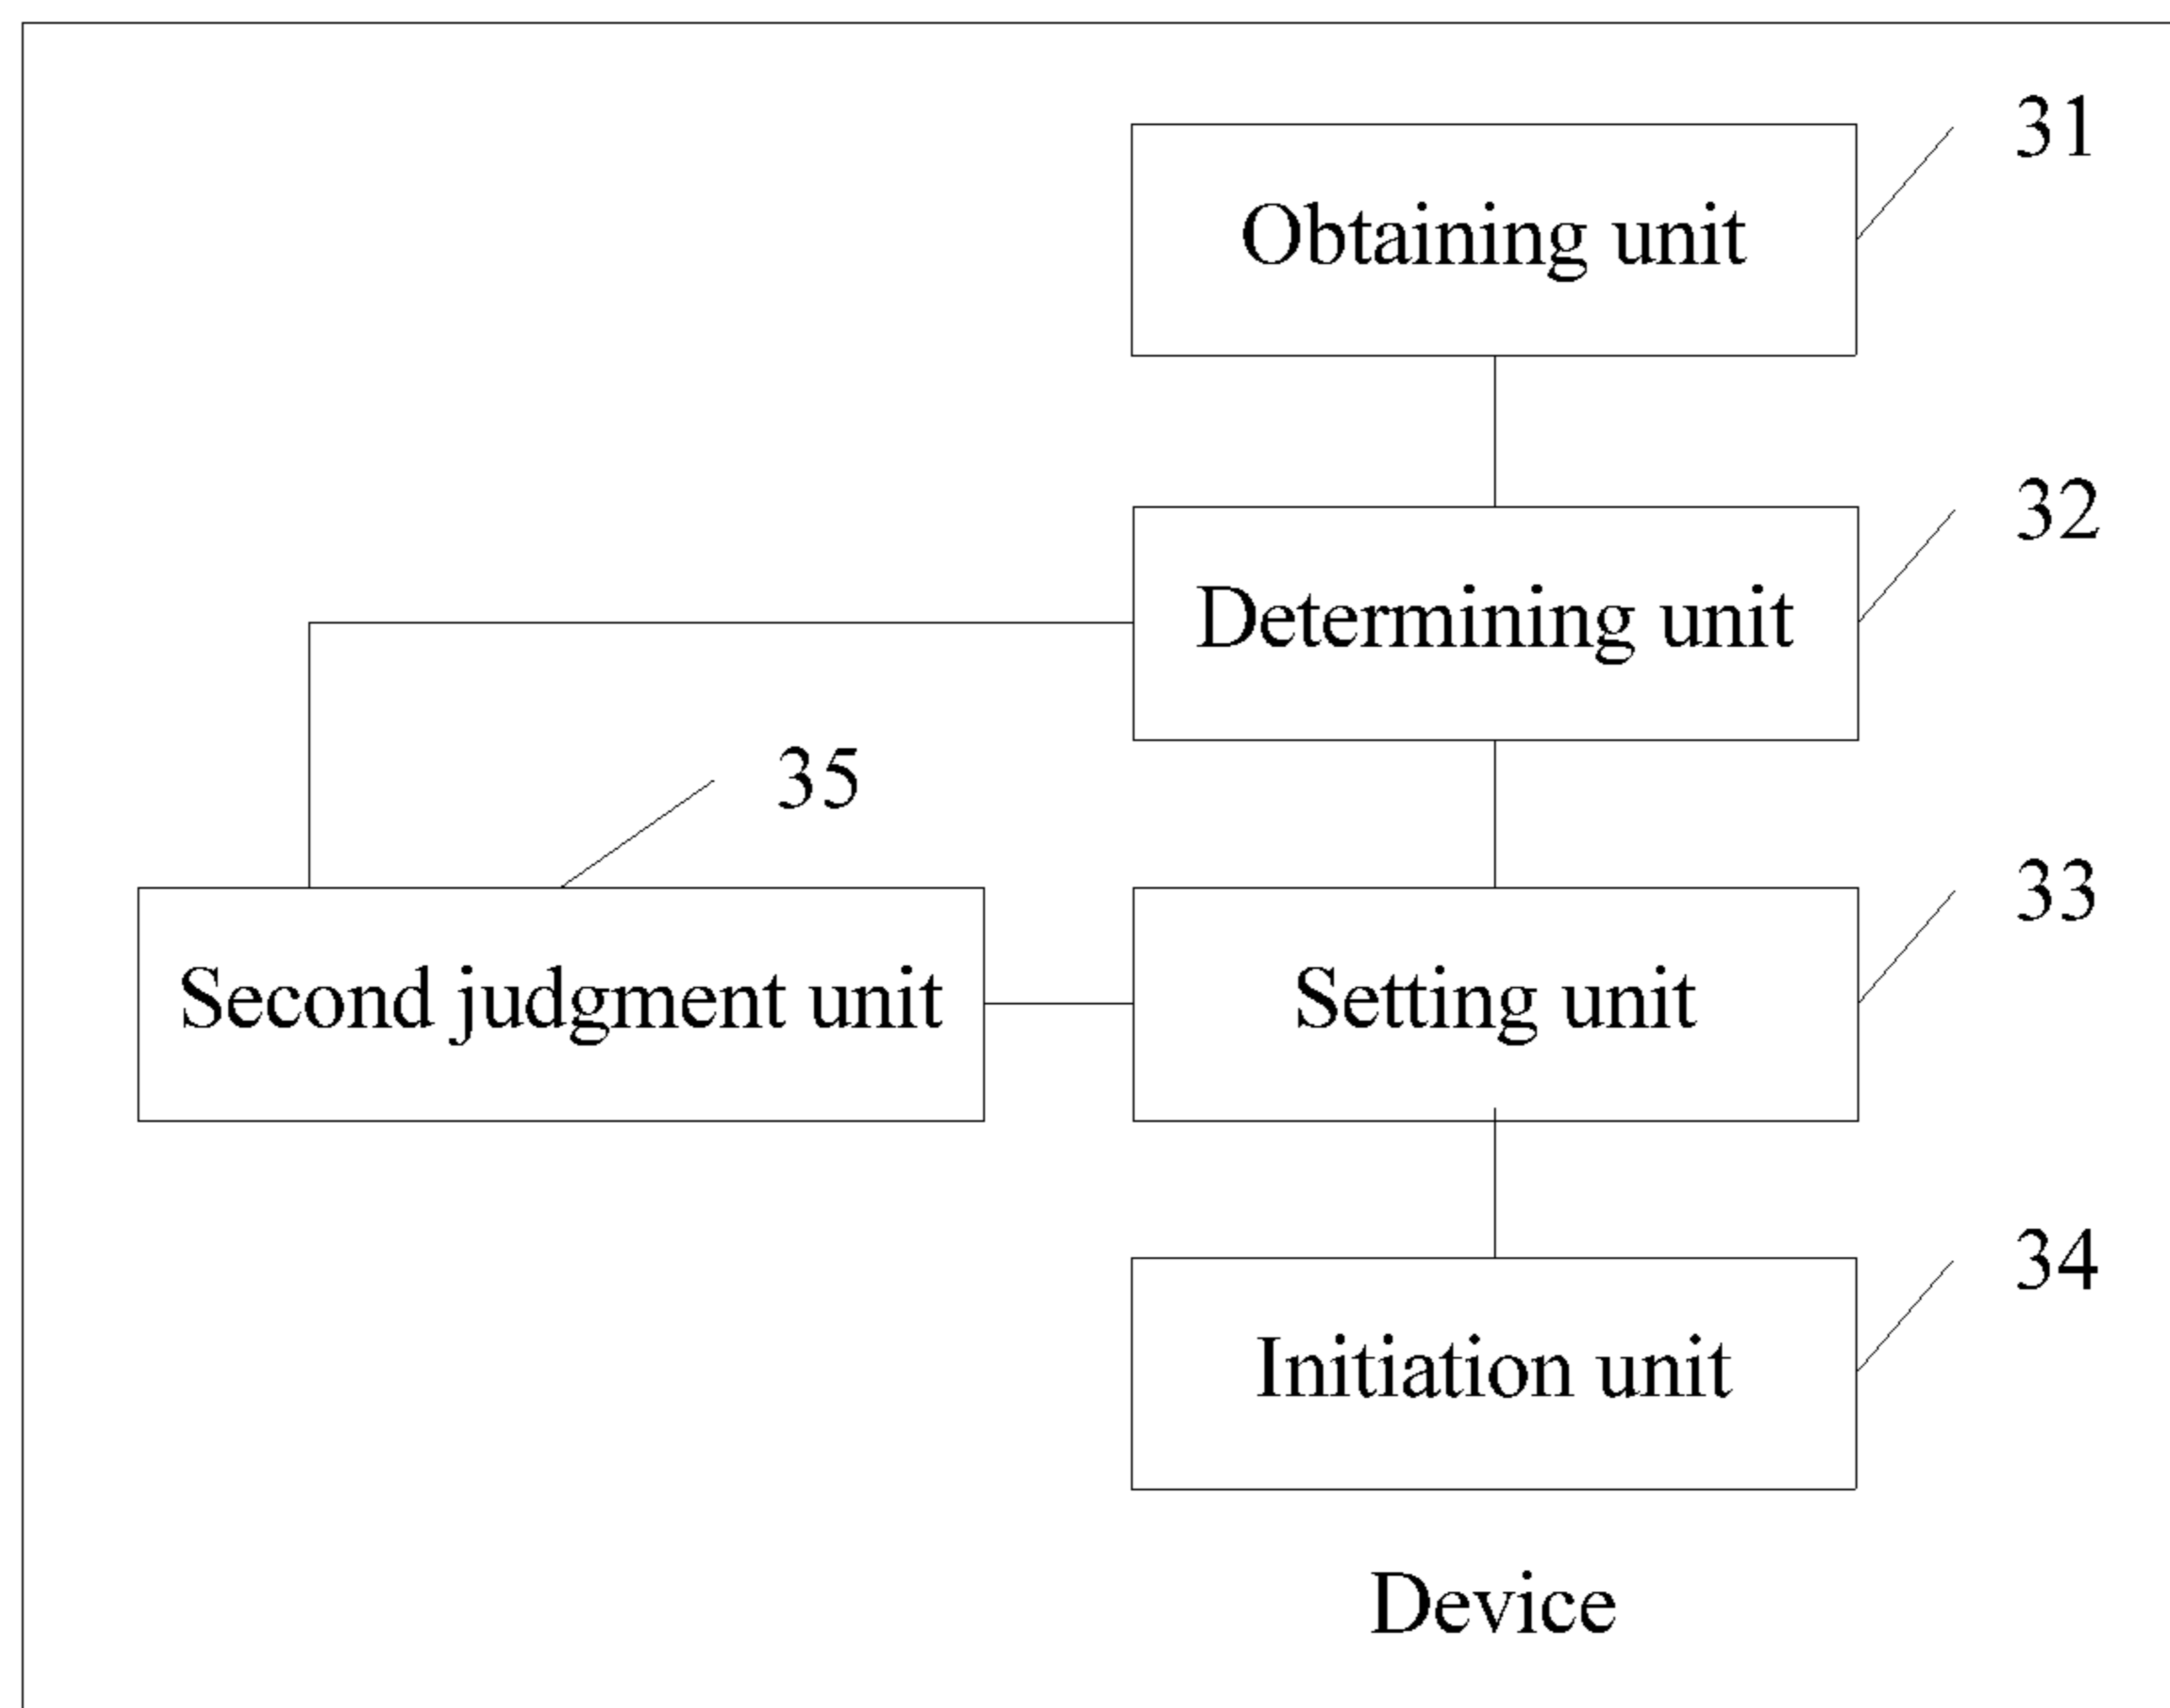 31
Obtaining unit
32
Determining unit
35
33
Second judgment unit
Setting unit
34
Initiation unit
Device